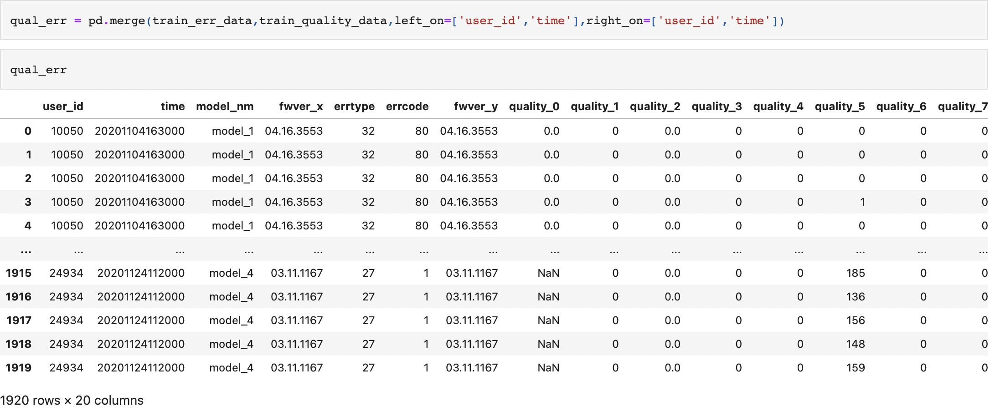 qual_err = pd.merge(train_err_data,train_quality_data,left_on=['user_id','time'],right_on=['user_id','time'])
qual_err
user_id time model_nm fwver_x errtype errcode fwver_y quality_0 quality_1 quality_2 quality_3 quality_4 quality_5 quality_6 quality_7
0 10050 20201104163000 model_1 04.16.3553 32 80 04.16.3553 0.0 0 0.0 0 0 0 0 0
1 10050 20201104163000 model_1 04.16.3553 32 80 04.16.3553 0.0 0 0.0 0 0 0 0 0
2 10050 20201104163000 model_1 04.16.3553 32 80 04.16.3553 0.0 0 0.0 0 0 0 0 0
3 10050 20201104163000 model_1 04.16.3553 32 80 04.16.3553 0.0 0 0.0 0 0 1 0 0
4 10050 20201104163000 model_1 04.16.3553 32 80 04.16.3553 0.0 0 0.0 0 0 0 0 0
... ... ... ... ... ... ... ... ... ... ... ... ... ... ... ...
1915 24934 20201124112000 model_4 03.11.1167 27 1 03.11.1167 NaN 0 0.0 0 0 185 0 0
1916 24934 20201124112000 model_4 03.11.1167 27 1 03.11.1167 NaN 0 0.0 0 0 136 0 0
1917 24934 20201124112000 model_4 03.11.1167 27 1 03.11.1167 NaN 0 0.0 0 0 156 0 0
1918 24934 20201124112000 model_4 03.11.1167 27 1 03.11.1167 NaN 0 0.0 0 0 148 0 0
1919 24934 20201124112000 model_4 03.11.1167 27 1 03.11.1167 NaN 0 0.0 0 0 159 0 0
1920 rows × 20 columns